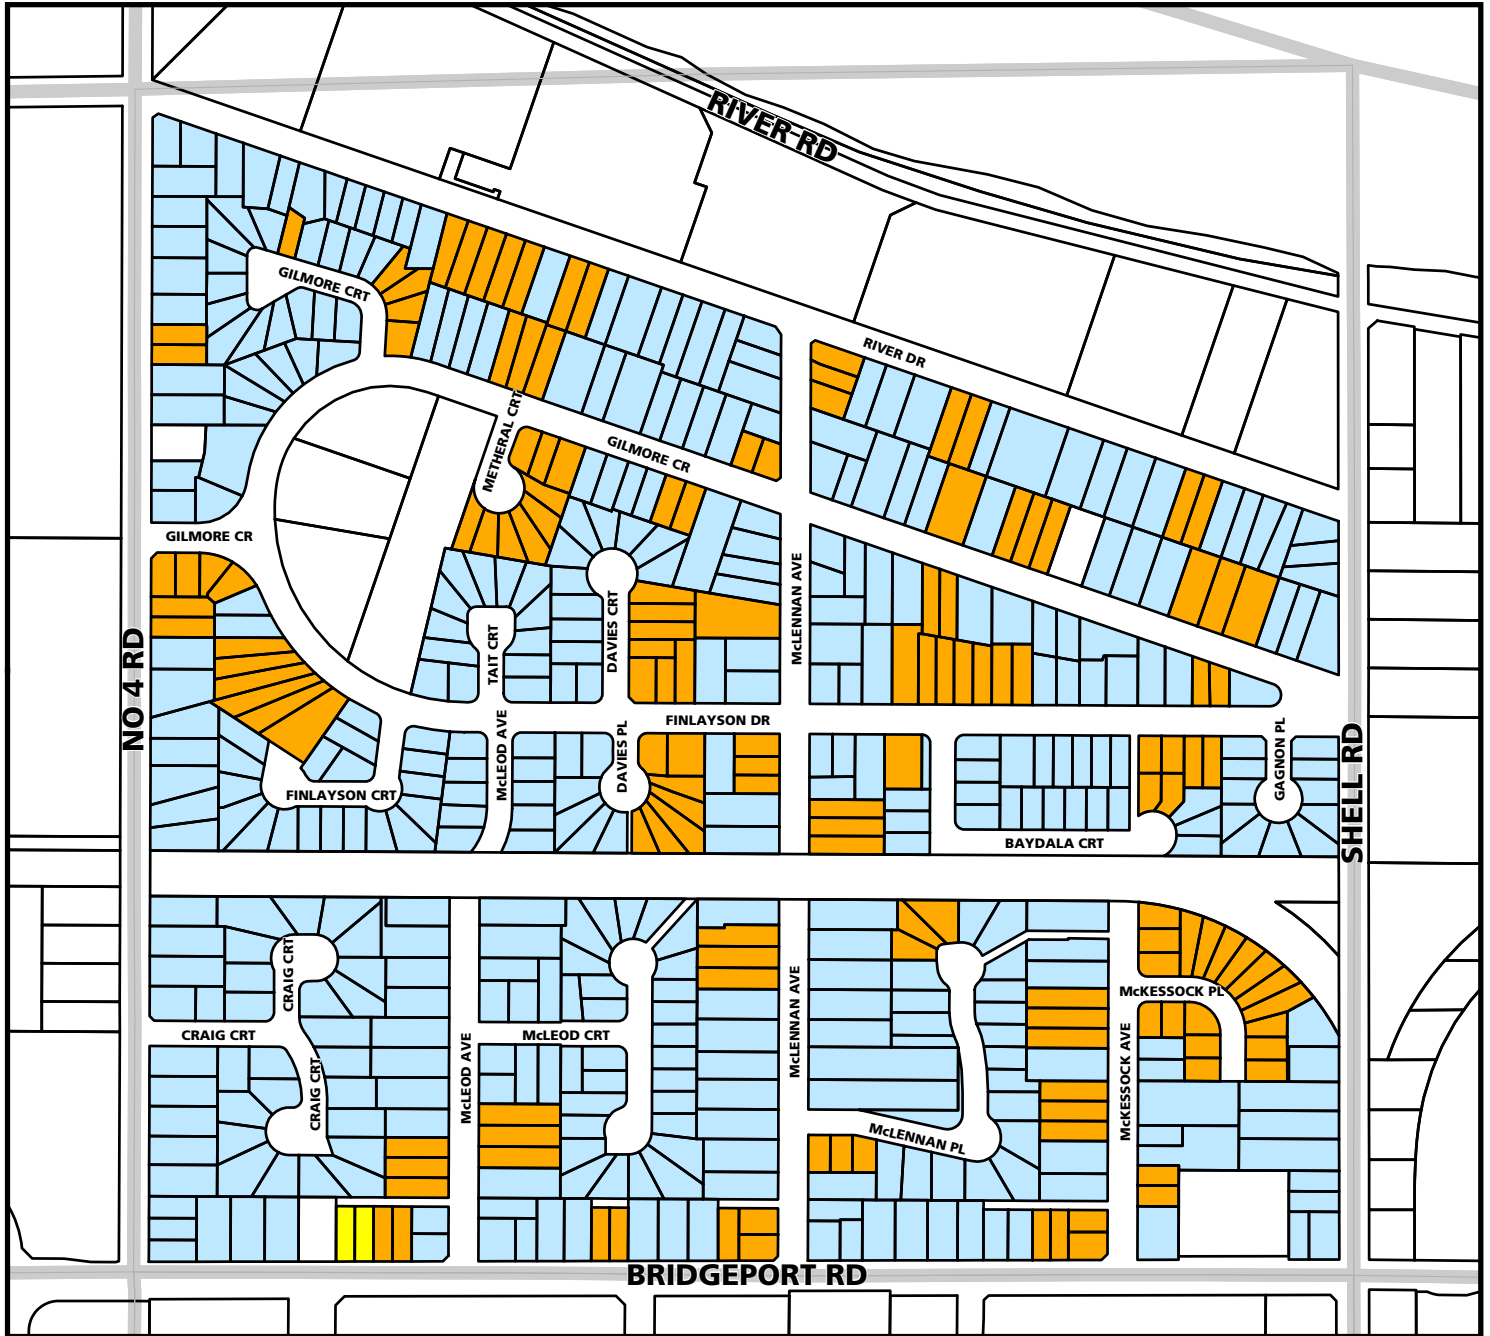 RIVER RD
GILMORE CRT
RIVER DR
METHERAL CRT
GILMORE CR
GILMORE CR
McLENNAN AVE
DAVIES CRT
TAIT CRT
NO 4 RD
FINLAYSON DR
McLEOD AVE
DAVIES PL
GAGNON PL
SHELL RD
FINLAYSON CRT
BAYDALA CRT
CRAIG CRT
McKESSOCK PL
McLENNAN AVE
CRAIG CRT
McLEOD CRT
McLEOD AVE
McKESSOCK AVE
CRAIG CRT
McLENNAN PL
BRIDGEPORT RD